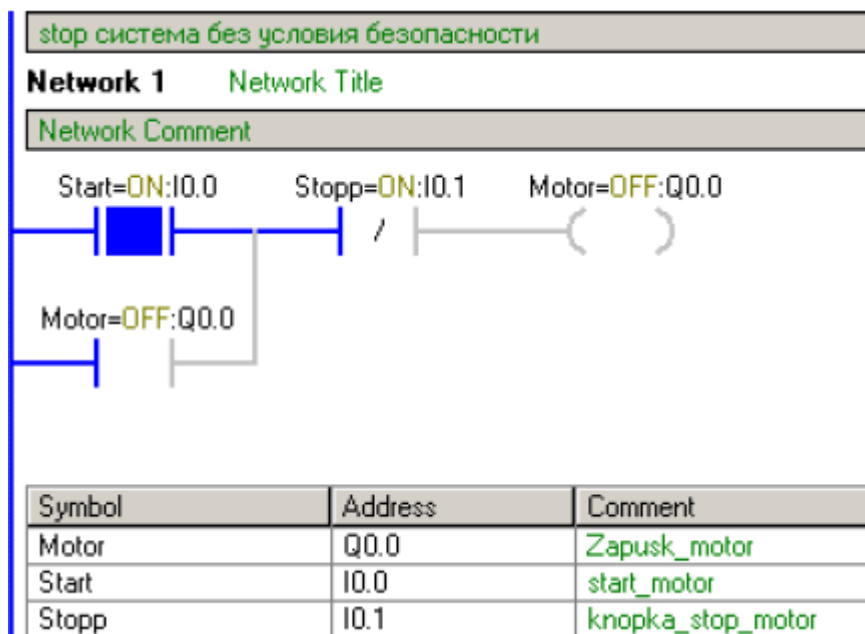 stop система без условия безопасности
Network 1 Network Title
Network Comment
Start=ON:I0.0 Stopp=ON:I0.1 Motor=OFF:Q0.0
/
Motor=OFF:Q0.0
Symbol Address Comment
Motor Q0.0 Zapusk_motor
Start I0.0 start_motor
Stopp I0.1 knopka_stop_motor